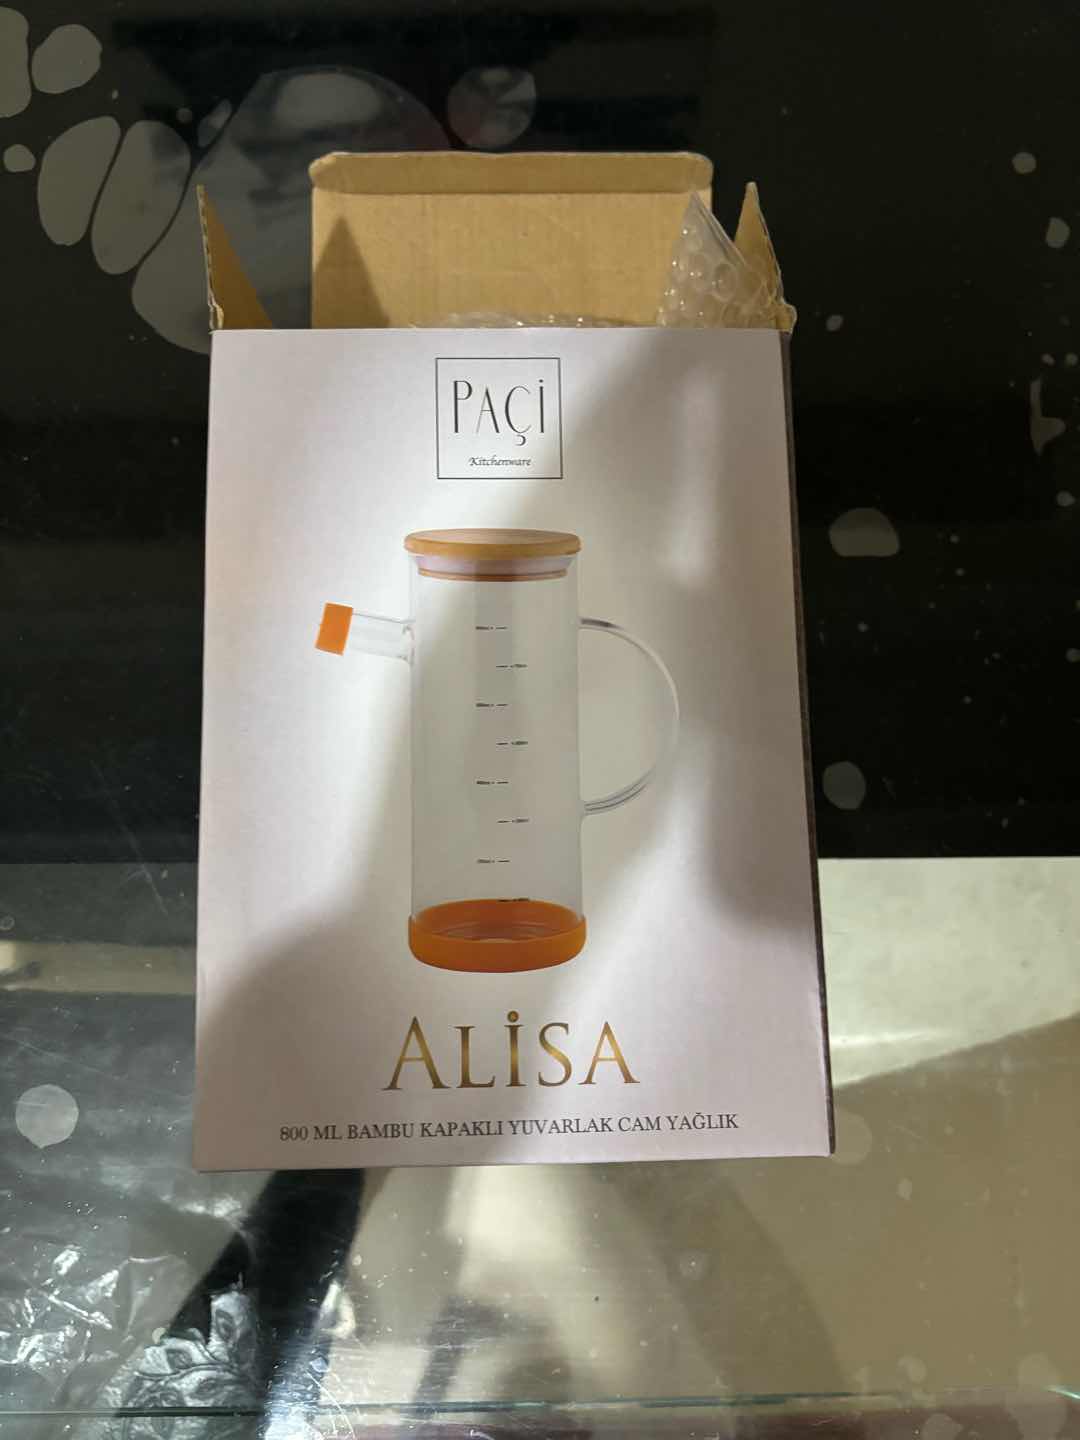 PAÇİ
Kitchenware
ALİSA
800 ML BAMBU KAPAKLI YUVARLAK CAM YAĞLIK